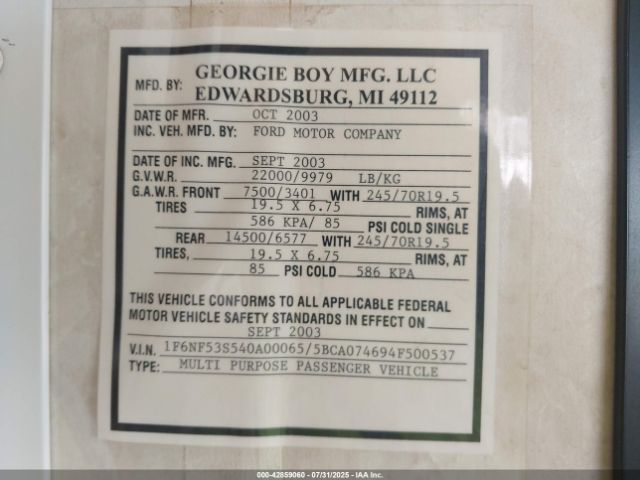 MFD. BY: GEORGIE BOY MFG. LLC
EDWARDSBURG, MI 49112
DATE OF MFR. OCT 2003
INC. VEH. MFD. BY: FORD MOTOR COMPANY
DATE OF INC. MFG. SEPT 2003
G.V.W.R. 22000/9979 LB/KG
G.A.W.R. FRONT 7500/3401 WITH 245/70R19.5
TIRES 19.5 X 6.75 RIMS, AT
586 KPA/ 85 PSI COLD SINGLE
REAR 14500/6577 WITH 245/70R19.5
TIRES, 19.5 X 6.75 RIMS, AT
85 PSI COLD 586 KPA
THIS VEHICLE CONFORMS TO ALL APPLICABLE FEDERAL
MOTOR VEHICLE SAFETY STANDARDS IN EFFECT ON
SEPT 2003
V.I.N. 1F6NF53S540A00065/5BCA074694F500537
TYPE: MULTI PURPOSE PASSENGER VEHICLE
000-42859060 - 07/31/2025 - IAA Inc.